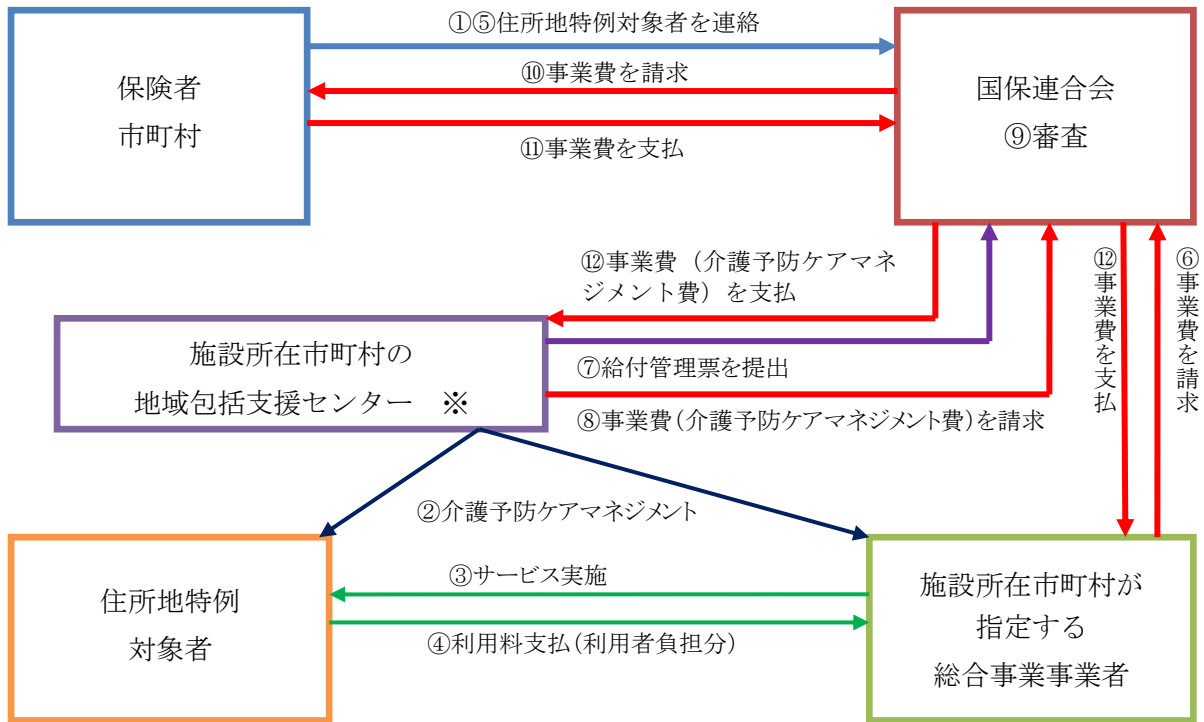 ①⑤住所地特例対象者を連絡
保険者
市町村
⑩事業費を請求
⑪事業費を支払
国保連合会
⑨審査
⑫事業費（介護予防ケアマネ
ジメント費）を支払
⑫事業費を支払
⑥事業費を請求
施設所在市町村の
地域包括支援センター　※
⑦給付管理票を提出
⑧事業費(介護予防ケアマネジメント費)を請求
②介護予防ケアマネジメント
住所地特例
対象者
③サービス実施
④利用料支払(利用者負担分)
施設所在市町村が
指定する
総合事業事業者